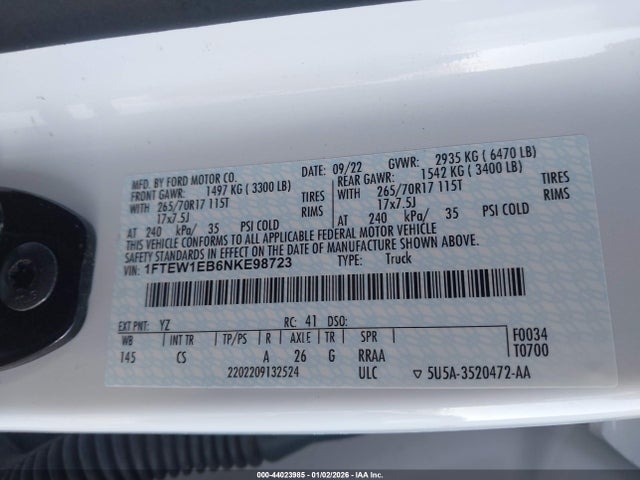 MFD. BY FORD MOTOR CO. DATE: 09/22 GVWR: 2935 KG ( 6470 LB)
FRONT GAWR: 1497 KG ( 3300 LB) REAR GAWR: 1542 KG ( 3400 LB)
WITH 265/70R17 115T TIRES WITH 265/70R17 115T TIRES
17x7.5J RIMS 17x7.5J RIMS
AT 240 kPa/ 35 PSI COLD AT 240 kPa/ 35 PSI COLD
THIS VEHICLE CONFORMS TO ALL APPLICABLE FEDERAL MOTOR VEHICLE
SAFETY STANDARDS IN EFFECT ON THE DATE OF MANUFACTURE SHOWN ABOVE.
VIN: 1FTEW1EB6NKE98723 TYPE: Truck
EXT PNT: YZ RC: 41 DSO:
WB INT TR TP/PS R AXLE TR SPR F0034
145 CS A 26 G RRAA T0700
2202209132524 ULC 5U5A-3520472-AA
000-44023985 - 01/02/2026 - IAA Inc.